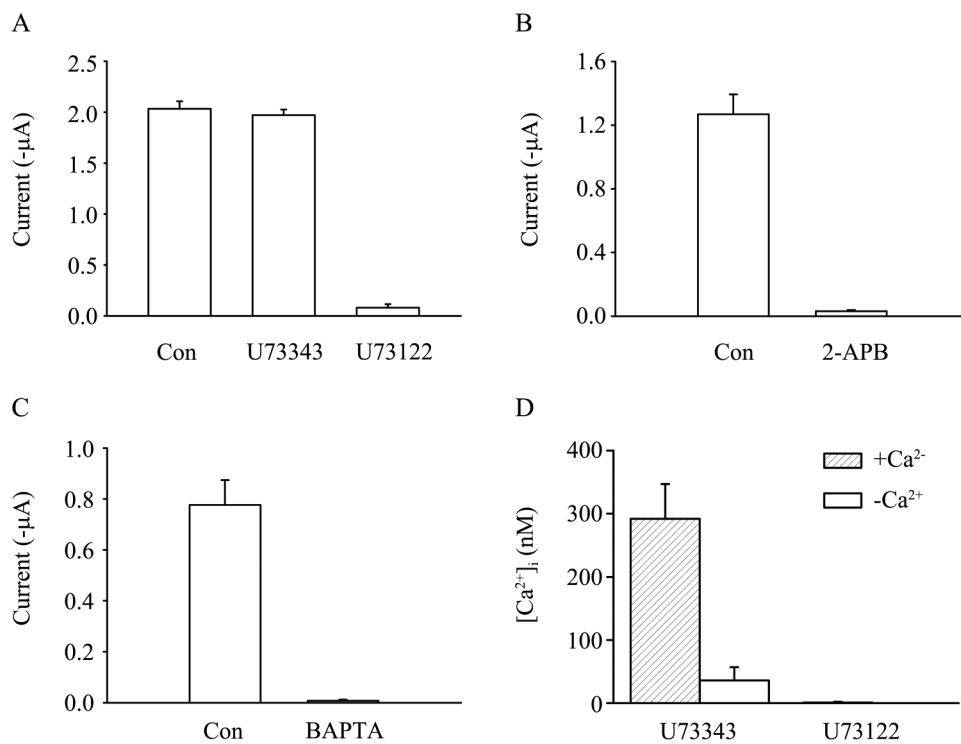 A
2.5
2.0
1.5
1.0
0.5
0.0
Current (-μA)
Con
U73343
U73122
B
1.6
1.2
0.8
0.4
0.0
Current (-μA)
Con
2-APB
C
1.0
0.8
0.6
0.4
0.2
0.0
Current (-μA)
Con
BAPTA
D
400
300
200
100
0
[Ca²⁺]ᵢ (nM)
+Ca²⁻
-Ca²⁺
U73343
U73122